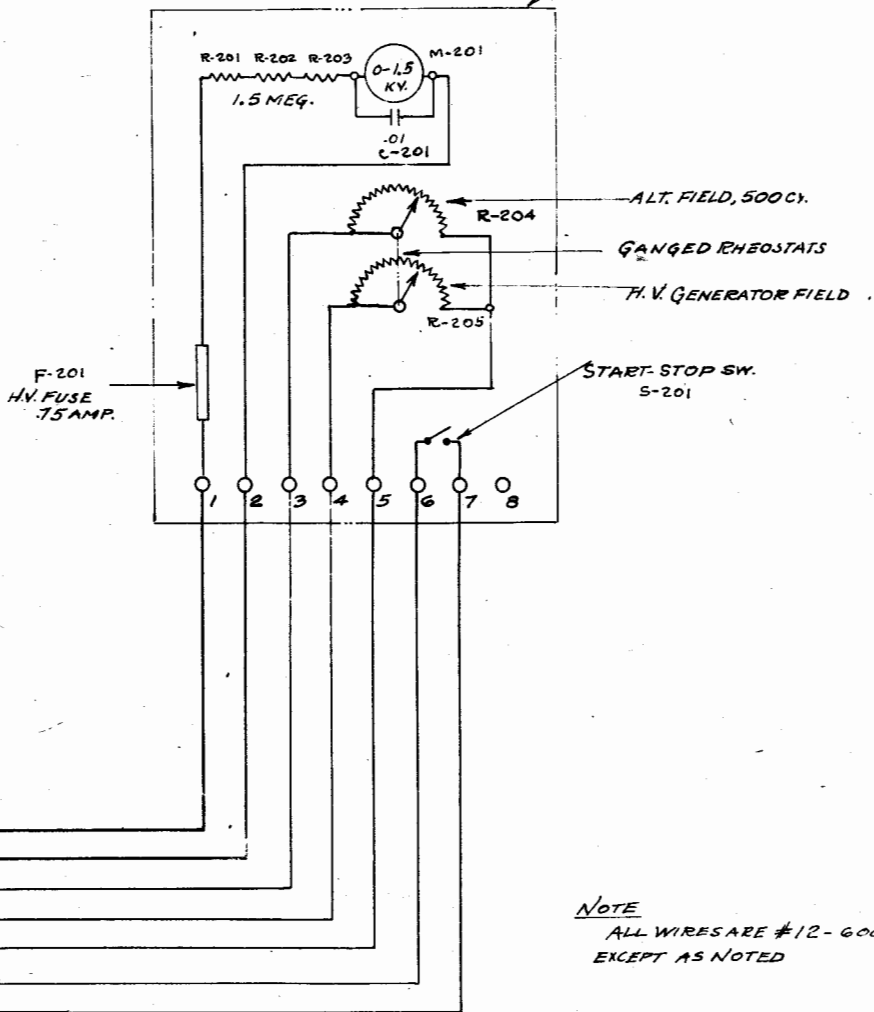 R-201 R-202 R-203
M-201
0-1.5
KV.
1.5 MEG.
.01
C-201
R-204
ALT. FIELD, 500 CY.
GANGED RHEOSTATS
H.V. GENERATOR FIELD
R-205
F-201
H.V. FUSE
.75 AMP.
START-STOP SW.
S-201
1 2 3 4 5 6 7 8
NOTE
ALL WIRES ARE #12-600
EXCEPT AS NOTED